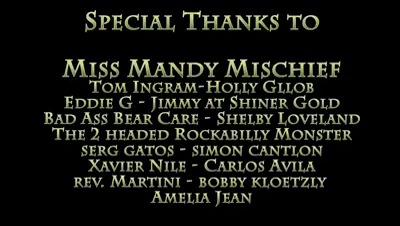 Special Thanks to
Miss Mandy Mischief
Tom Ingram-Holly Gllob
Eddie G - Jimmy at Shiner Gold
Bad Ass Bear Care - Shelby Loveland
The 2 headed Rockabilly Monster
serg gatos - simon cantlon
Xavier Nile - Carlos Avila
rev. Martini - bobby kloetzly
Amelia Jean